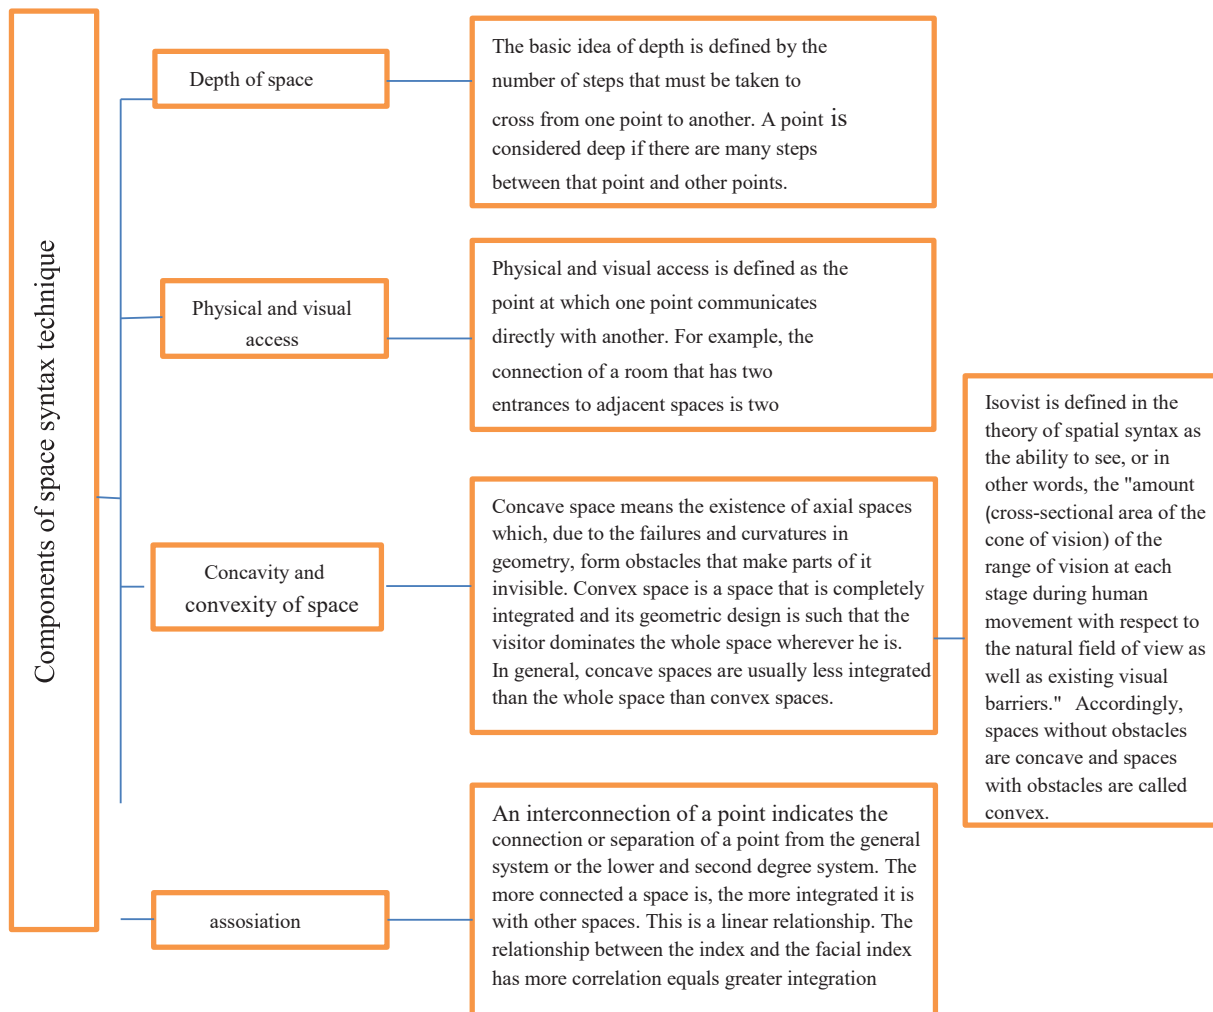 Components of space syntax technique
Depth of space
The basic idea of depth is defined by the
number of steps that must be taken to
cross from one point to another. A point is
considered deep if there are many steps
between that point and other points.
Physical and visual
access
Physical and visual access is defined as the
point at which one point communicates
directly with another. For example, the
connection of a room that has two
entrances to adjacent spaces is two
Concavity and
convexity of space
Concave space means the existence of axial spaces
which, due to the failures and curvatures in
geometry, form obstacles that make parts of it
invisible. Convex space is a space that is completely
integrated and its geometric design is such that the
visitor dominates the whole space wherever he is.
In general, concave spaces are usually less integrated
than the whole space than convex spaces.
Isovist is defined in the
theory of spatial syntax as
the ability to see, or in
other words, the "amount
(cross-sectional area of the
cone of vision) of the
range of vision at each
stage during human
movement with respect to
the natural field of view as
well as existing visual
barriers." Accordingly,
spaces without obstacles
are concave and spaces
with obstacles are called
convex.
assosiation
An interconnection of a point indicates the
connection or separation of a point from the general
system or the lower and second degree system. The
more connected a space is, the more integrated it is
with other spaces. This is a linear relationship. The
relationship between the index and the facial index
has more correlation equals greater integration